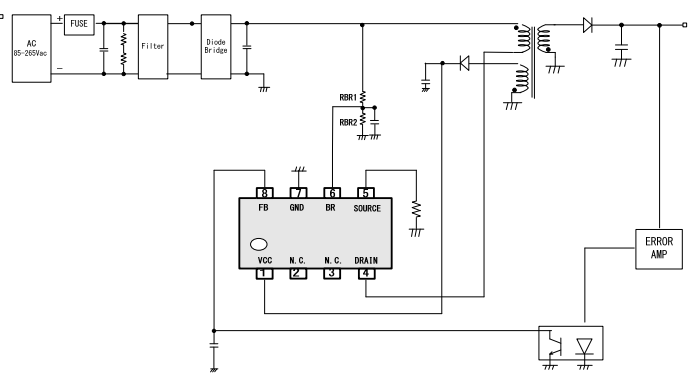 +
FUSE
AC
85-265Vac
−
Filter
Diode
Bridge
RBR1
RBR2
8
7
6
5
FB
GND
BR
SOURCE
VCC
N. C.
N. C.
DRAIN
1
2
3
4
ERROR
AMP